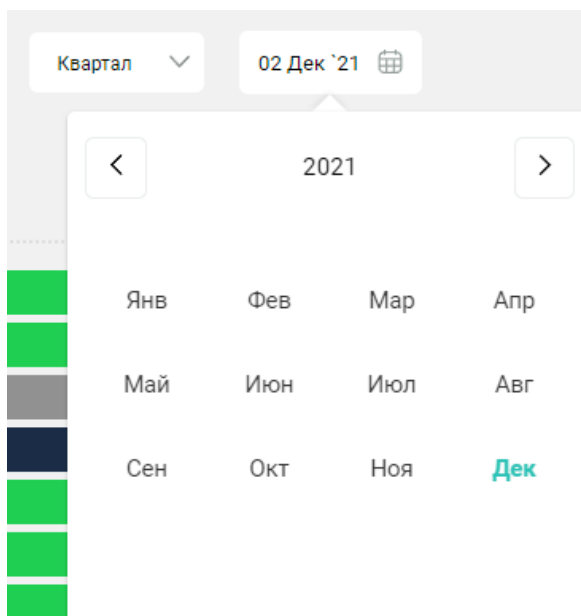 Квартал 02 Дек `21
2021
Янв Фев Мар Апр
Май Июн Июл Авг
Сен Окт Ноя Дек